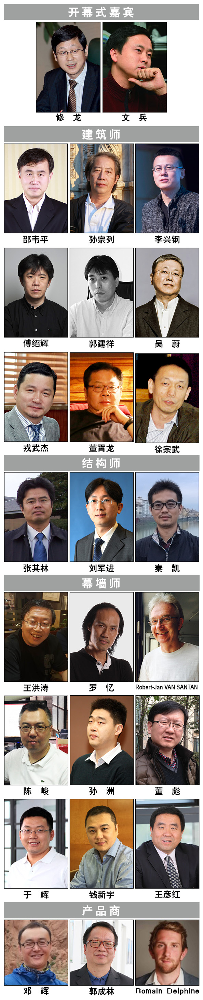 开幕式嘉宾
修 龙 文 兵
建筑师
邵韦平 孙宗列 李兴钢
傅绍辉 郭建祥 吴 蔚
戎武杰 董霄龙 徐宗武
结构师
张其林 刘军进 秦 凯
幕墙师
王洪涛 罗 忆 Robert-Jan VAN SANTAN
陈 峻 孙 洲 董 彪
于 辉 钱新宇 王彦红
产品商
邓 辉 郭成林 Romain Delphine